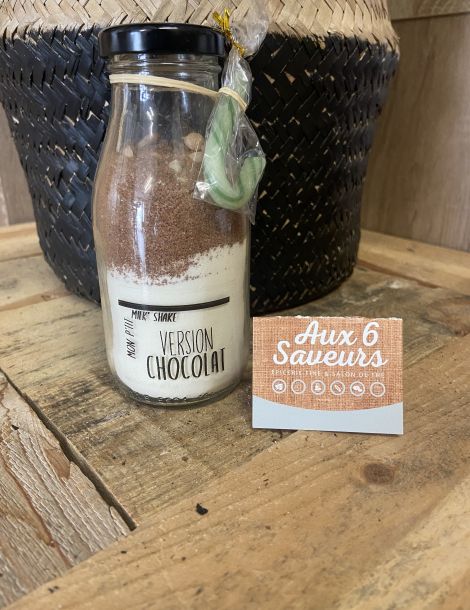 MILK' SHAKE
MON P'TIT
VERSION
CHOCOLAT
Aux 6
Saveurs
ÉPICERIE FINE & SALON DE THÉ